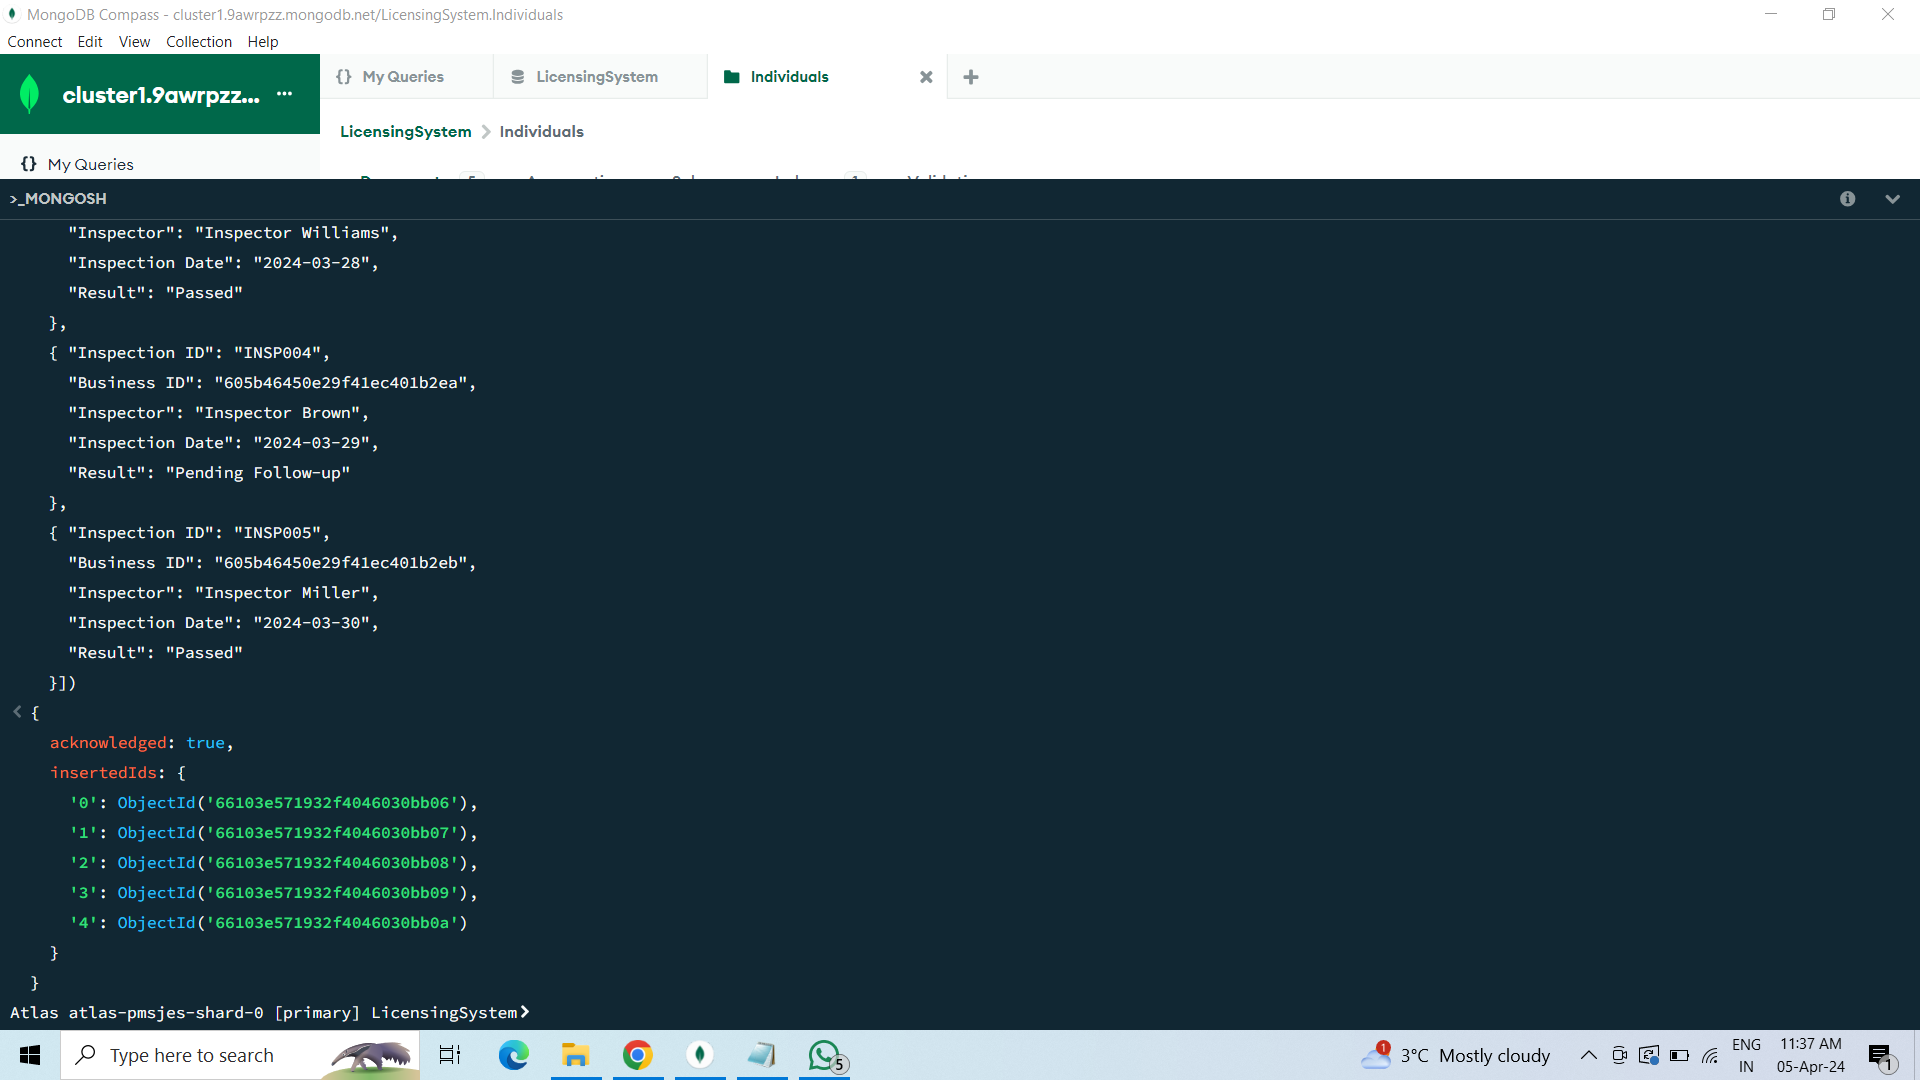 MongoDB Compass - cluster1.9awrpzz.mongodb.net/LicensingSystem.Individuals
Connect Edit View Collection Help
cluster1.9awrpzz... ...
{} My Queries
LicensingSystem
Individuals
LicensingSystem > Individuals
{} My Queries
>_MONGOSH
"Inspector": "Inspector Williams",
"Inspection Date": "2024-03-28",
"Result": "Passed"
},
{ "Inspection ID": "INSP004",
"Business ID": "605b46450e29f41ec401b2ea",
"Inspector": "Inspector Brown",
"Inspection Date": "2024-03-29",
"Result": "Pending Follow-up"
},
{ "Inspection ID": "INSP005",
"Business ID": "605b46450e29f41ec401b2eb",
"Inspector": "Inspector Miller",
"Inspection Date": "2024-03-30",
"Result": "Passed"
}])
< {
acknowledged: true,
insertedIds: {
'0': ObjectId('66103e571932f4046030bb06'),
'1': ObjectId('66103e571932f4046030bb07'),
'2': ObjectId('66103e571932f4046030bb08'),
'3': ObjectId('66103e571932f4046030bb09'),
'4': ObjectId('66103e571932f4046030bb0a')
}
}
Atlas atlas-pmsjes-shard-0 [primary] LicensingSystem>
Type here to search
5
1
3°C Mostly cloudy
ENG
IN
11:37 AM
05-Apr-24
1